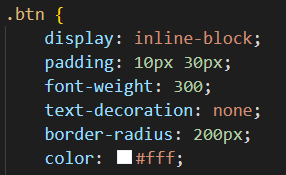 .btn {
display: inline-block;
padding: 10px 30px;
font-weight: 300;
text-decoration: none;
border-radius: 200px;
color: #fff;